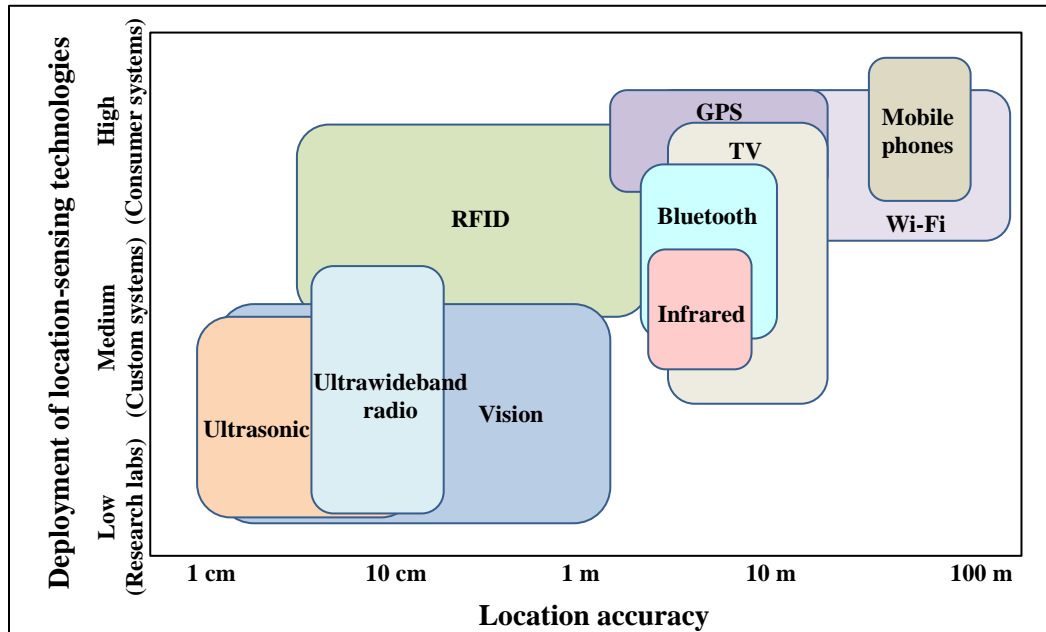 Deployment of location-sensing technologies
High
(Consumer systems)
Medium
(Custom systems)
Low
(Research labs)
GPS
TV
Mobile
phones
RFID
Bluetooth
Wi-Fi
Infrared
Ultrawideband
radio
Vision
Ultrasonic
1 cm
10 cm
1 m
10 m
100 m
Location accuracy